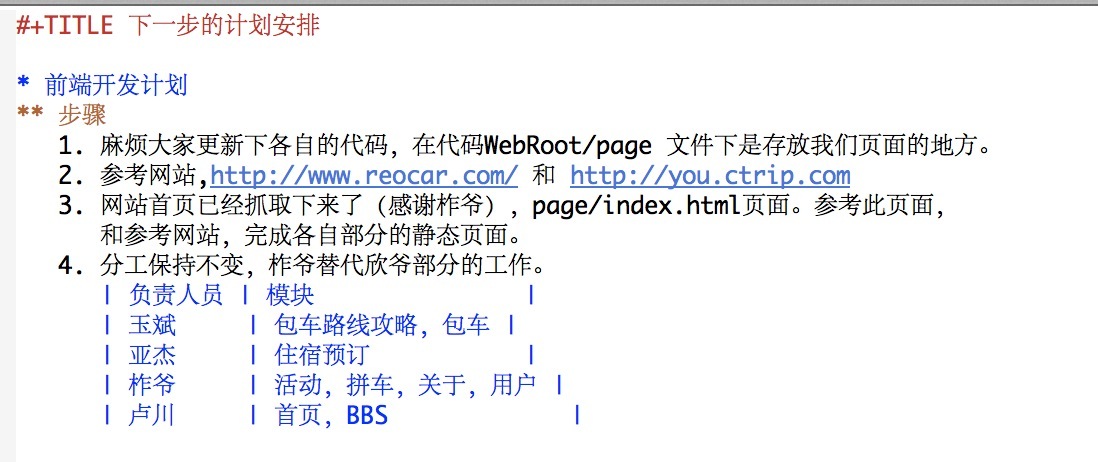 #+TITLE 下一步的计划安排
* 前端开发计划
** 步骤
1. 麻烦大家更新下各自的代码，在代码WebRoot/page 文件下是存放我们页面的地方。
2. 参考网站,http://www.reocar.com/ 和 http://you.ctrip.com
3. 网站首页已经抓取下来了（感谢柞爷），page/index.html页面。参考此页面，
和参考网站，完成各自部分的静态页面。
4. 分工保持不变，柞爷替代欣爷部分的工作。
| 负责人员 | 模块 |
| 玉斌 | 包车路线攻略，包车 |
| 亚杰 | 住宿预订 |
| 柞爷 | 活动，拼车，关于，用户 |
| 卢川 | 首页，BBS |